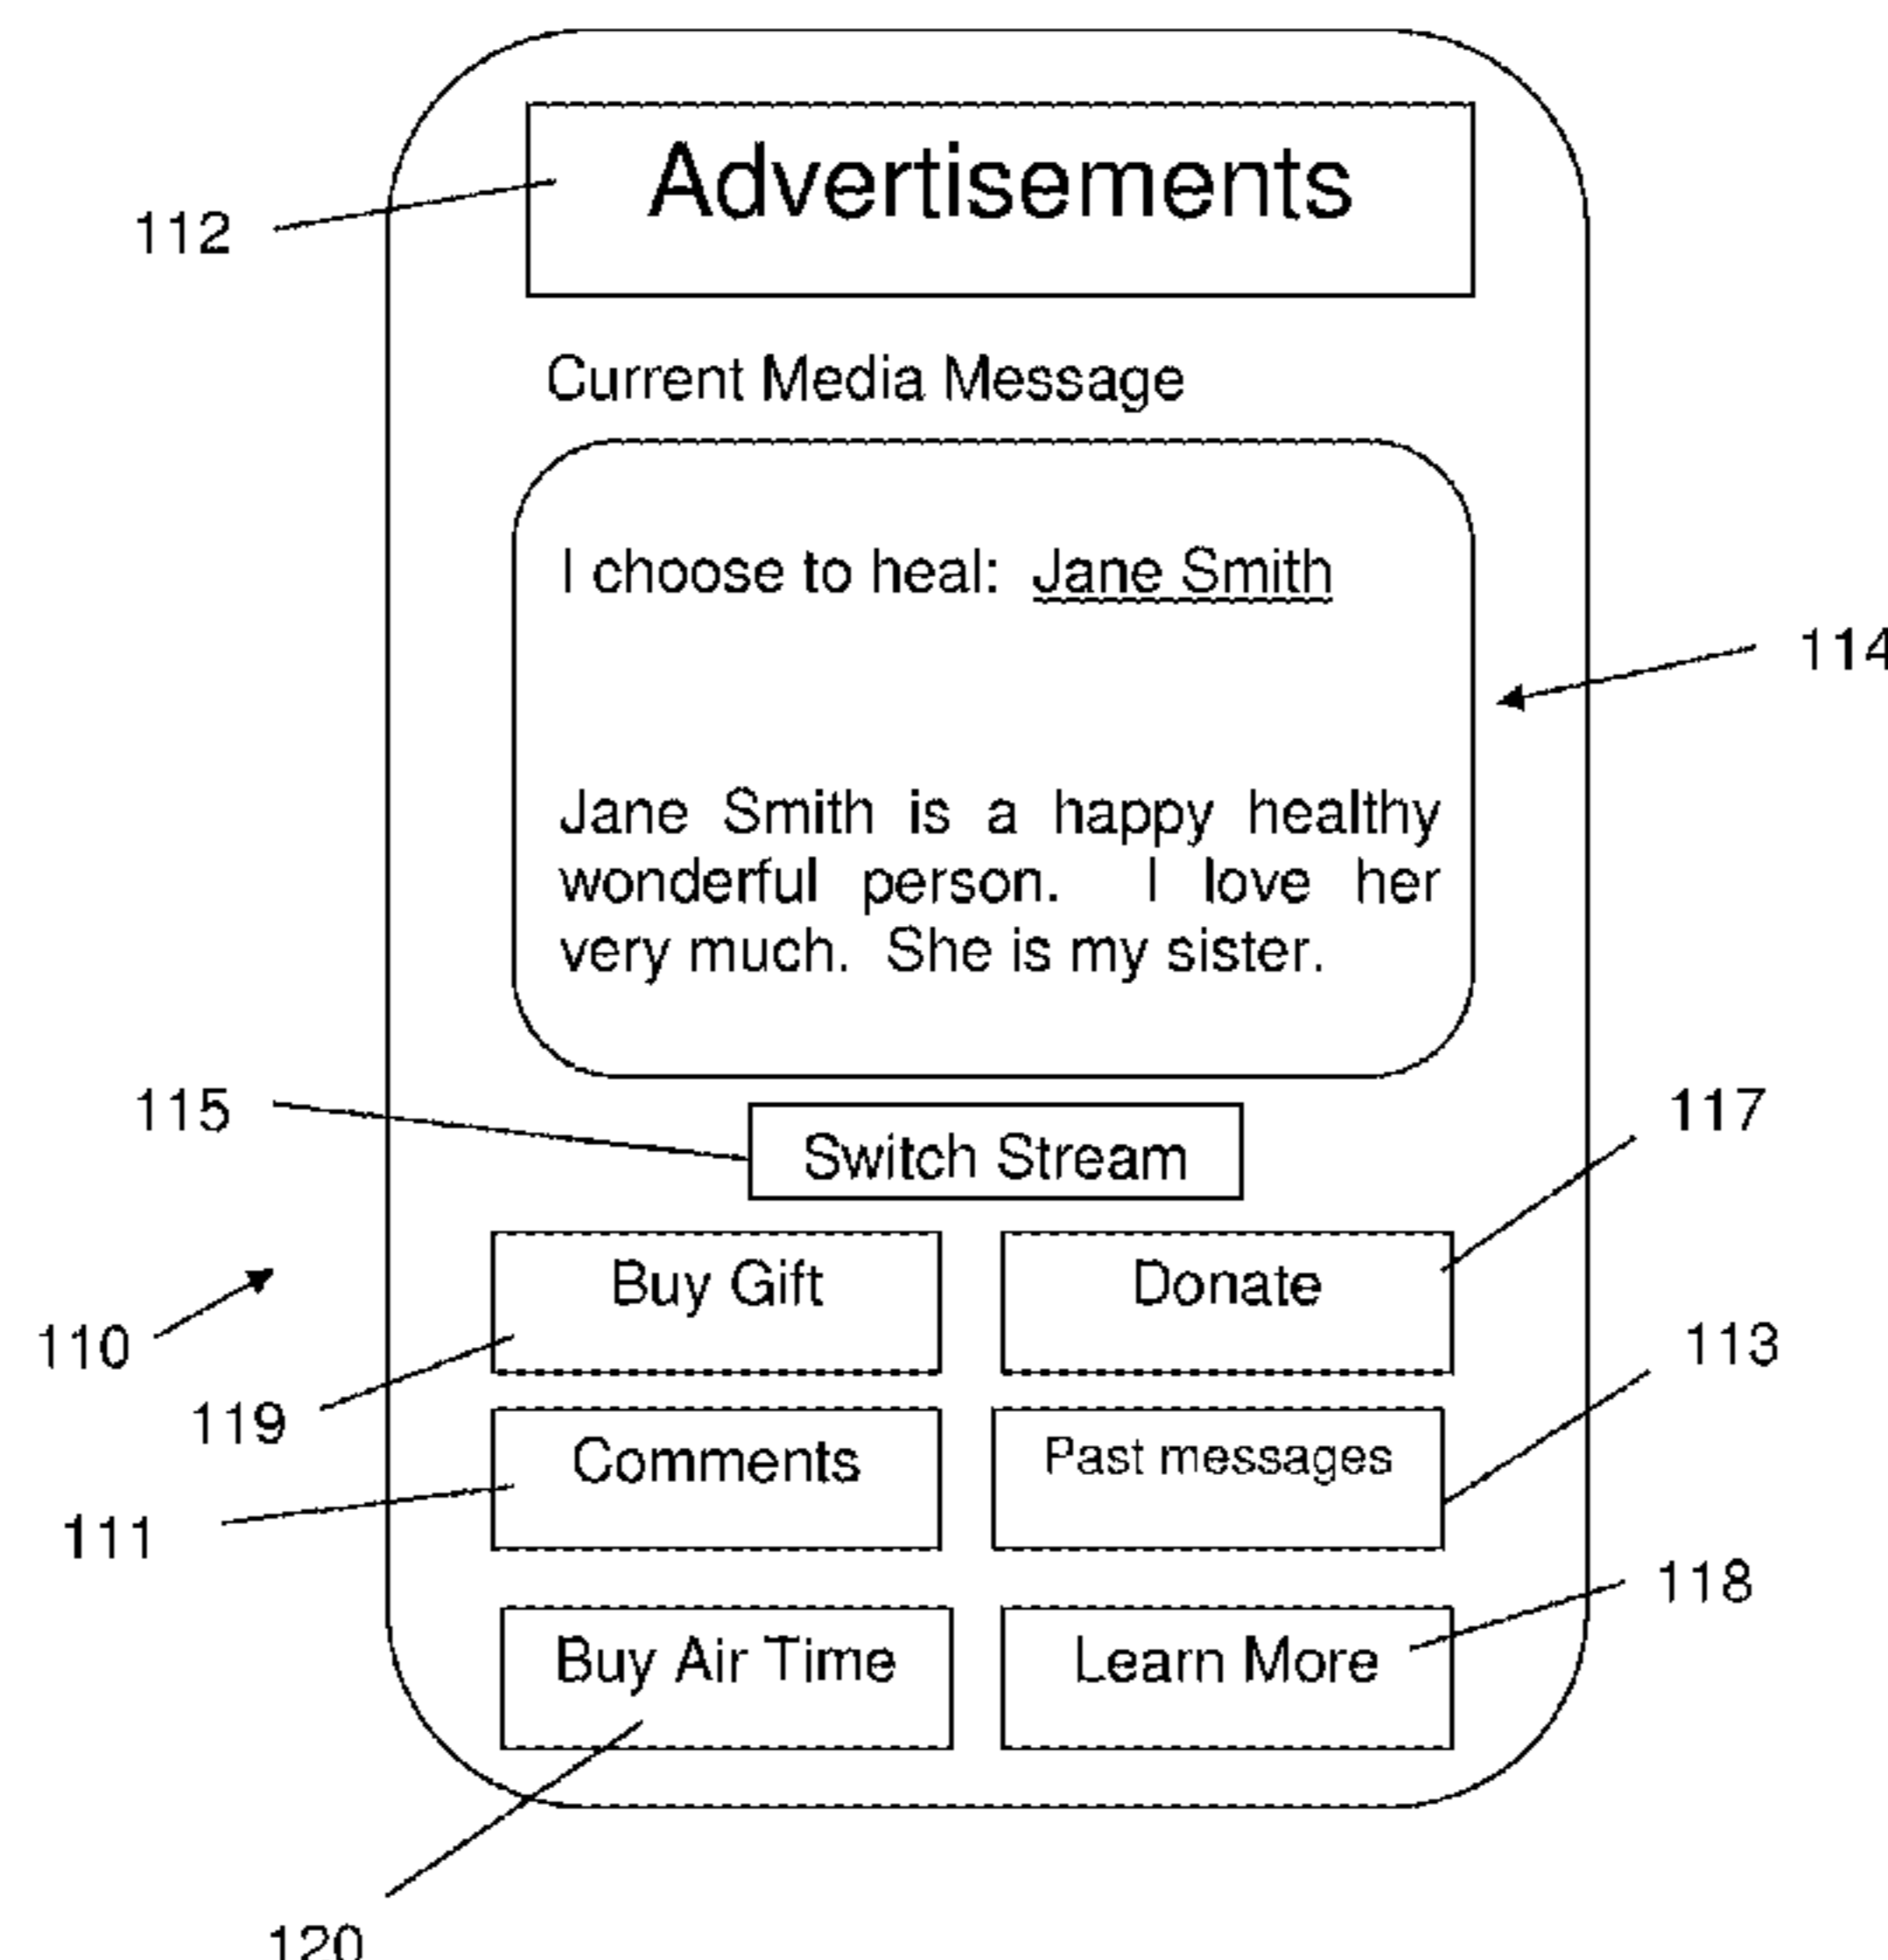 Advertisements
112
Current Media Message
I choose to heal: Jane Smith
114
Jane Smith is a happy healthy
wonderful person. I love her
very much. She is my sister.
115
117
Switch Stream
Buy Gift
Donate
110
113
119
Comments
Past messages
111
118
Buy Air Time
Learn More
120